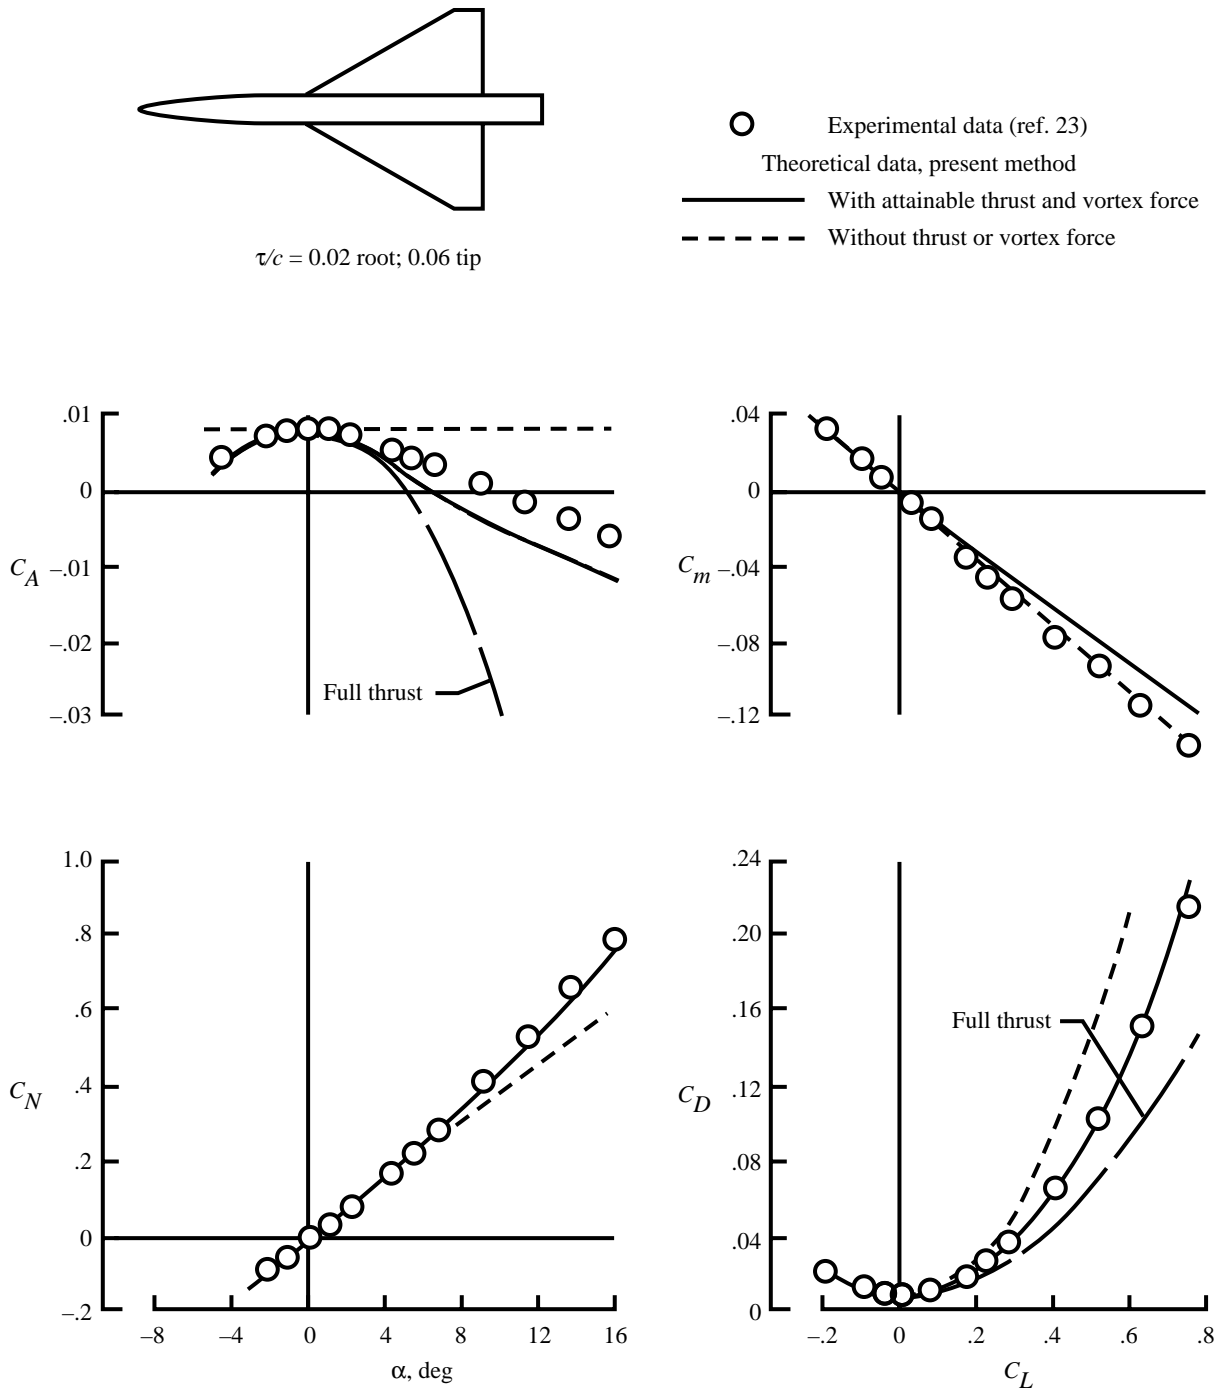 Experimental data (ref. 23)
Theoretical data, present method
With attainable thrust and vortex force
Without thrust or vortex force
τ/c = 0.02 root; 0.06 tip
.01
0
–.01
–.02
–.03
C_A
Full thrust
.04
0
–.04
–.08
–.12
C_m
1.0
.8
.6
.4
.2
0
–.2
C_N
–8
–4
0
4
8
12
16
α, deg
.24
.20
.16
.12
.08
.04
0
C_D
Full thrust
–.2
0
.2
.4
.6
.8
C_L